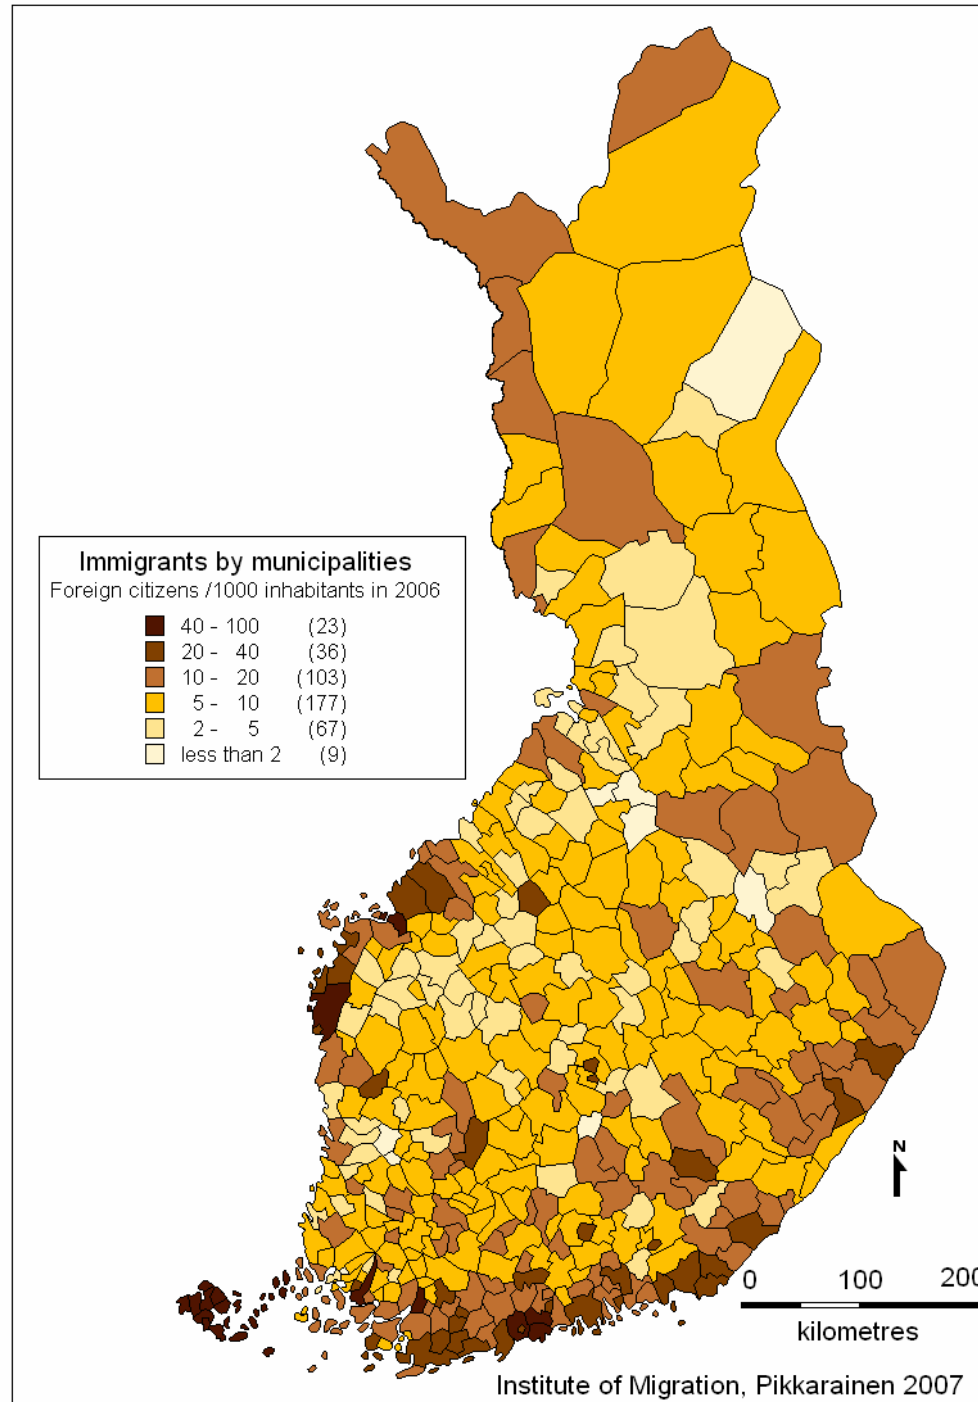 Immigrants by municipalities
Foreign citizens /1000 inhabitants in 2006
40 - 100 (23)
20 - 40 (36)
10 - 20 (103)
5 - 10 (177)
2 - 5 (67)
less than 2 (9)
N
0 100 200
kilometres
Institute of Migration, Pikkarainen 2007